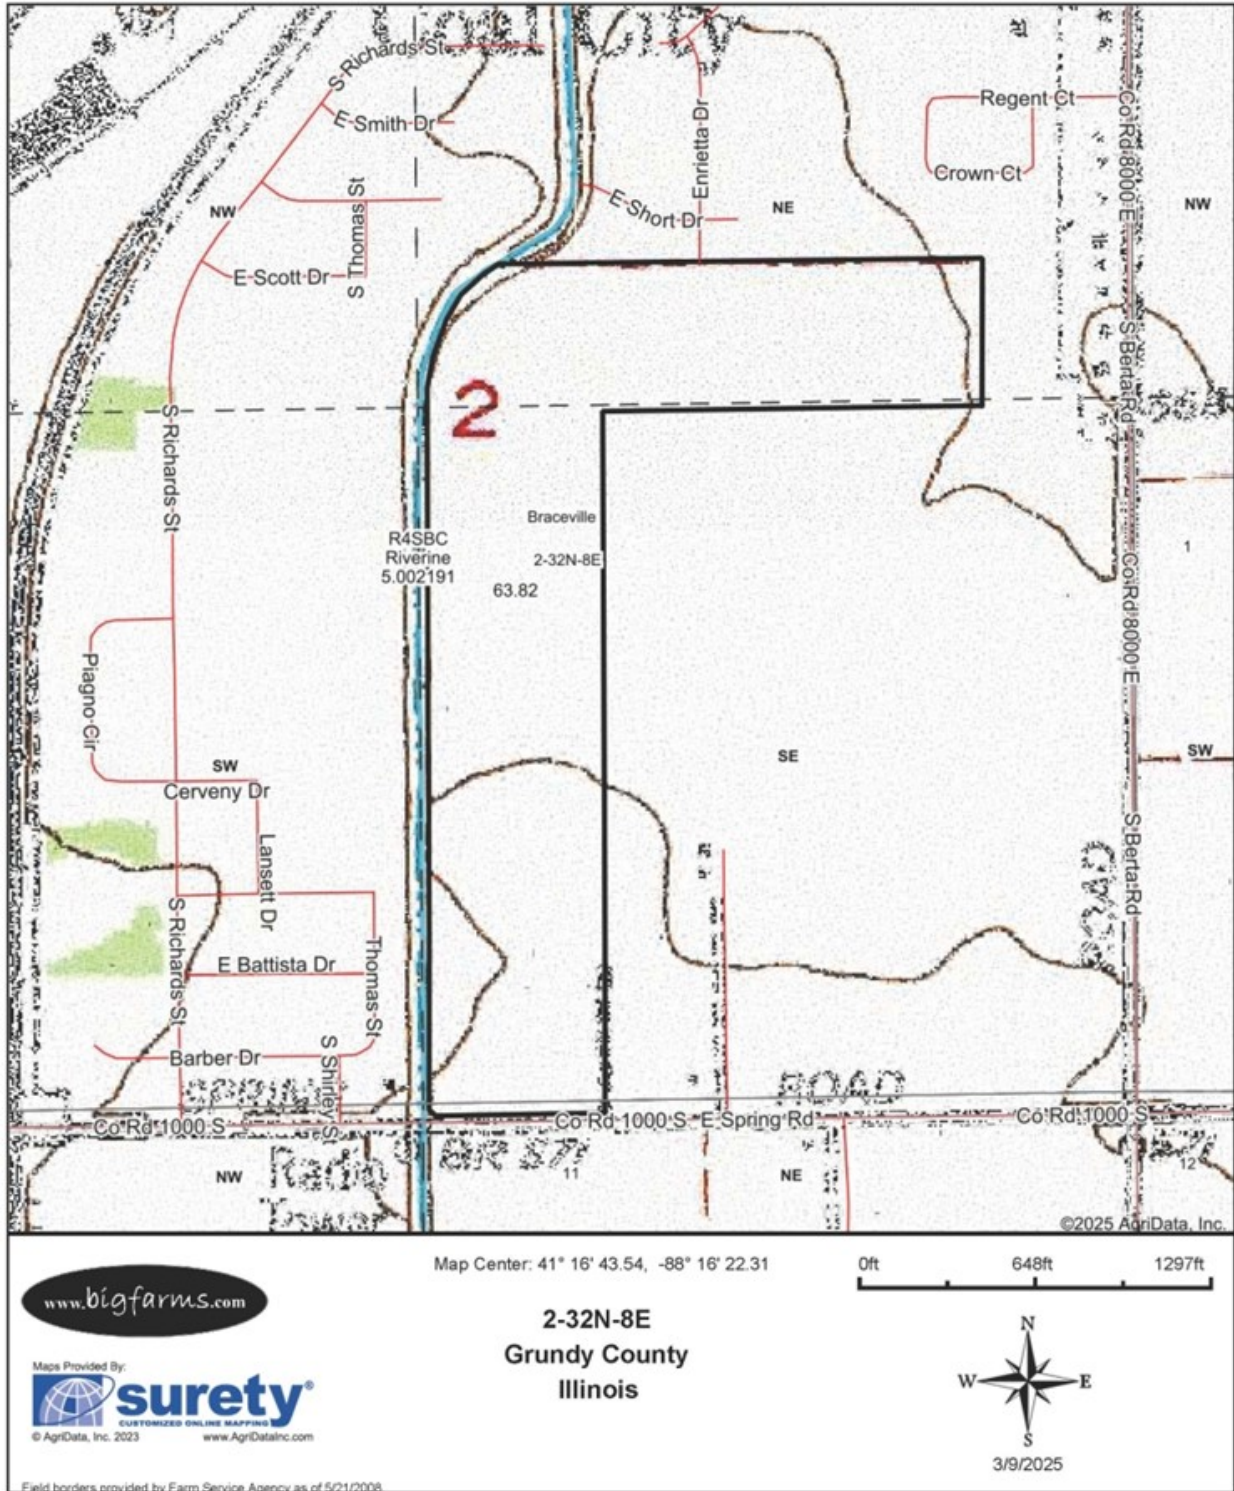 S Richards St
E Smith Dr
Enrietta Dr
Regent Ct
Co Rd 8000 E
Crown Ct
NW
S Thomas St
E Short Dr
NE
NW
E Scott Dr
S Berta Rd
2
S Richards St
Braceville
R4SBC
Riverine
5.002191
2-32N-8E
63.82
1
Co Rd 8000 E
Piagno Cir
SW
SE
SW
Cerveny Dr
Lansett Dr
S Berta Rd
S Richards St
E Battista Dr
Thomas St
Barber Dr
S Shirley St
ROAD
Co Rd 1000 S
Co Rd 1000 S
E Spring Rd
Co Rd 1000 S
NW
11
NE
12
©2025 AgriData, Inc.
www.bigfarms.com
Map Center: 41° 16' 43.54, -88° 16' 22.31
0ft 648ft 1297ft
2-32N-8E
Grundy County
Illinois
N
W E
S
3/9/2025
Maps Provided By:
surety®
CUSTOMIZED ONLINE MAPPING
© AgriData, Inc. 2023 www.AgriDataInc.com
Field borders provided by Farm Service Agency as of 5/21/2008.